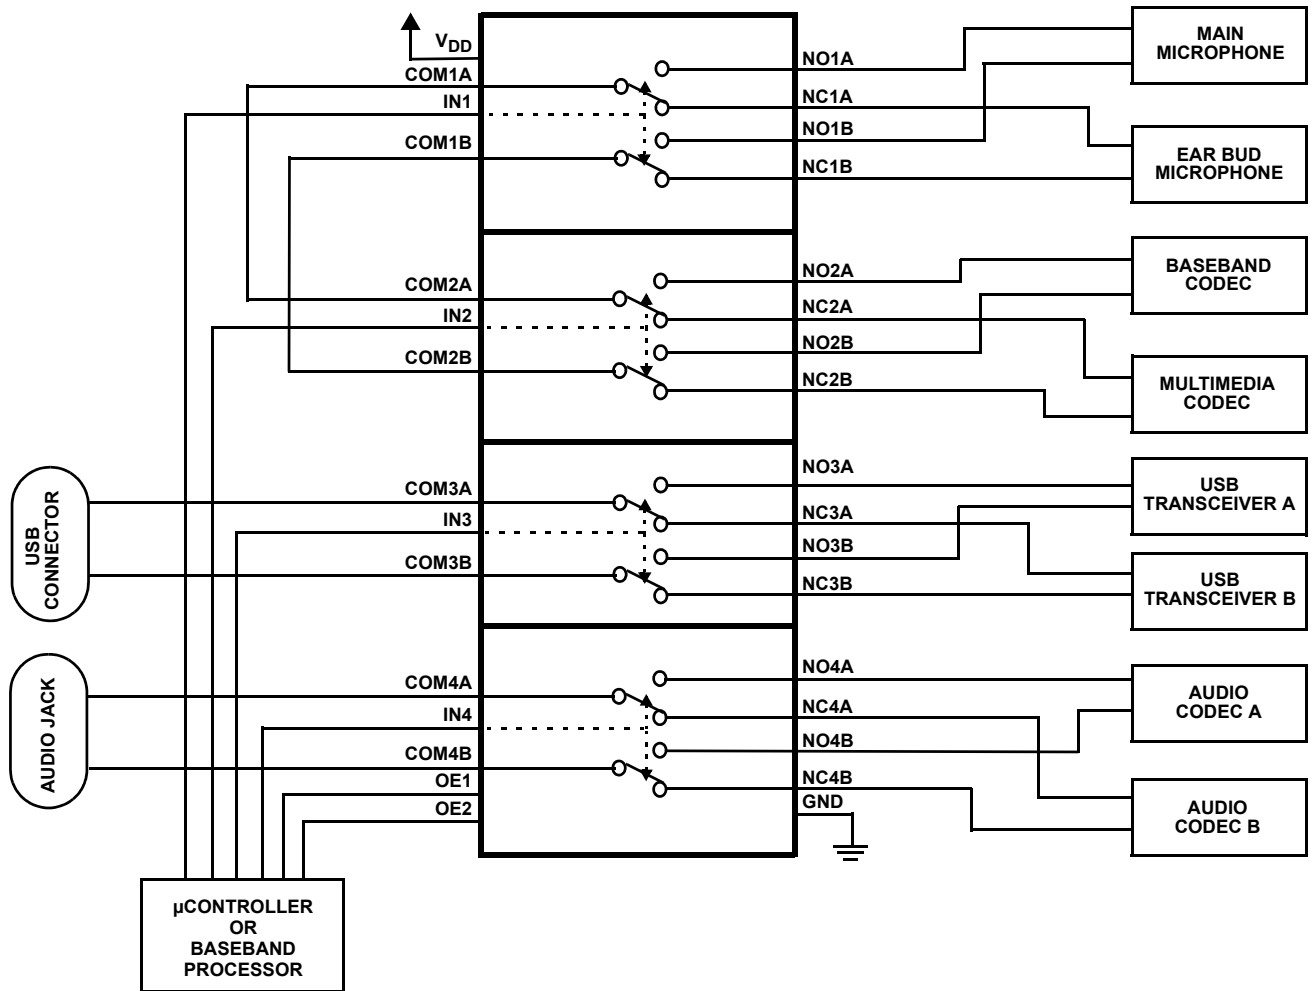 VDD
COM1A
IN1
COM1B
NO1A
NC1A
NO1B
NC1B
MAIN
MICROPHONE
EAR BUD
MICROPHONE
COM2A
IN2
COM2B
NO2A
NC2A
NO2B
NC2B
BASEBAND
CODEC
MULTIMEDIA
CODEC
USB
CONNECTOR
COM3A
IN3
COM3B
NO3A
NC3A
NO3B
NC3B
USB
TRANSCEIVER A
USB
TRANSCEIVER B
AUDIO JACK
COM4A
IN4
COM4B
OE1
OE2
NO4A
NC4A
NO4B
NC4B
GND
AUDIO
CODEC A
AUDIO
CODEC B
µCONTROLLER
OR
BASEBAND
PROCESSOR